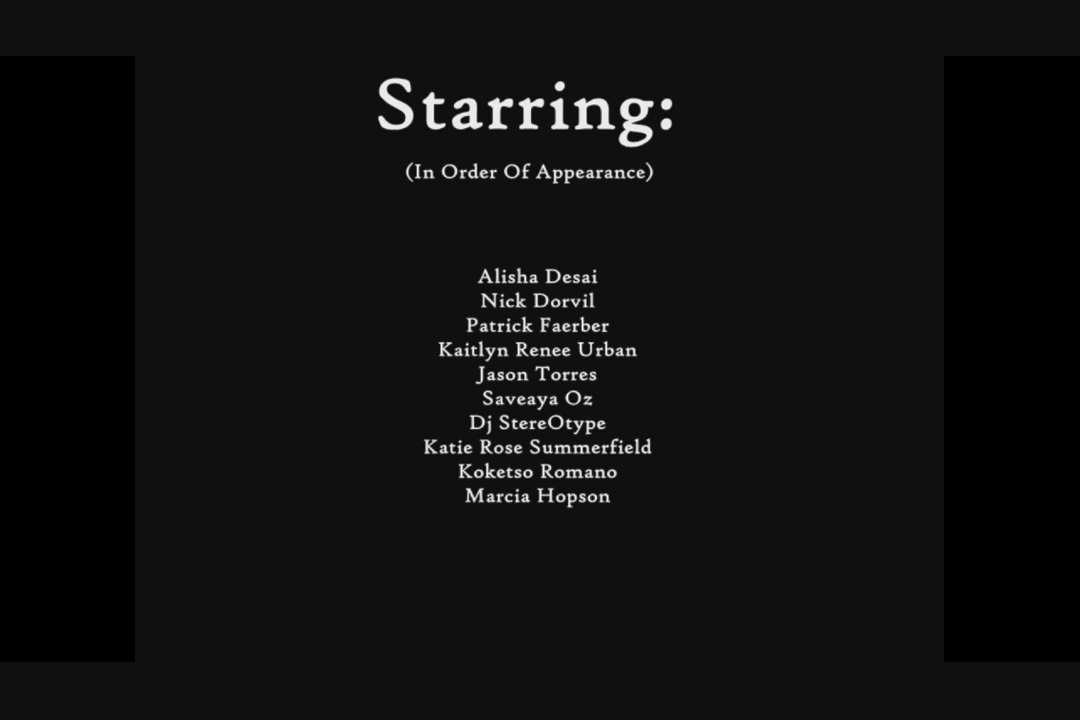 Starring:
(In Order Of Appearance)
Alisha Desai
Nick Dorvil
Patrick Faerber
Kaitlyn Renee Urban
Jason Torres
Saveaya Oz
Dj StereOtype
Katie Rose Summerfield
Koketso Romano
Marcia Hopson